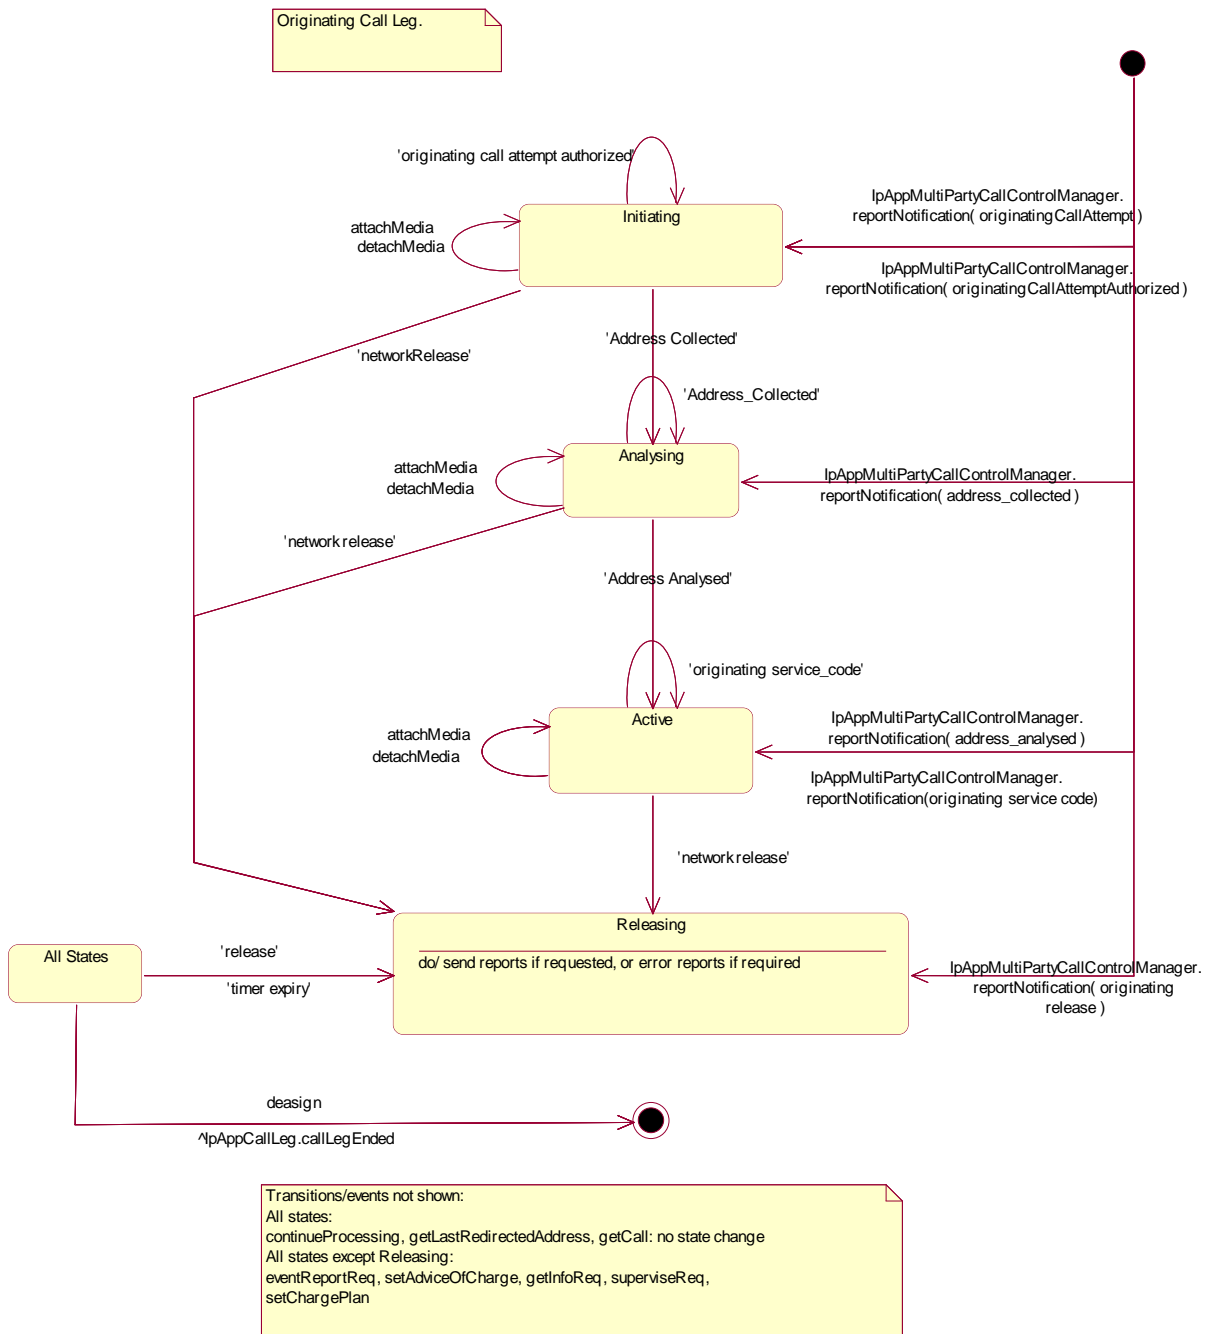 Originating Call Leg.
'originating call attempt authorized'
IpAppMultiPartyCallControlManager.
reportNotification( originatingCallAttempt )
Initiating
attachMedia
detachMedia
IpAppMultiPartyCallControlManager.
reportNotification( originatingCallAttemptAuthorized )
'Address Collected'
'networkRelease'
'Address_Collected'
Analysing
attachMedia
detachMedia
IpAppMultiPartyCallControlManager.
reportNotification( address_collected )
'network release'
'Address Analysed'
'originating service_code'
Active
attachMedia
detachMedia
IpAppMultiPartyCallControlManager.
reportNotification( address_analysed )
IpAppMultiPartyCallControlManager.
reportNotification(originating service code)
'network release'
Releasing
do/ send reports if requested, or error reports if required
All States
'release'
'timer expiry'
IpAppMultiPartyCallControlManager.
reportNotification( originating
release )
deasign
^IpAppCallLeg.callLegEnded
Transitions/events not shown:
All states:
continueProcessing, getLastRedirectedAddress, getCall: no state change
All states except Releasing:
eventReportReq, setAdviceOfCharge, getInfoReq, superviseReq,
setChargePlan